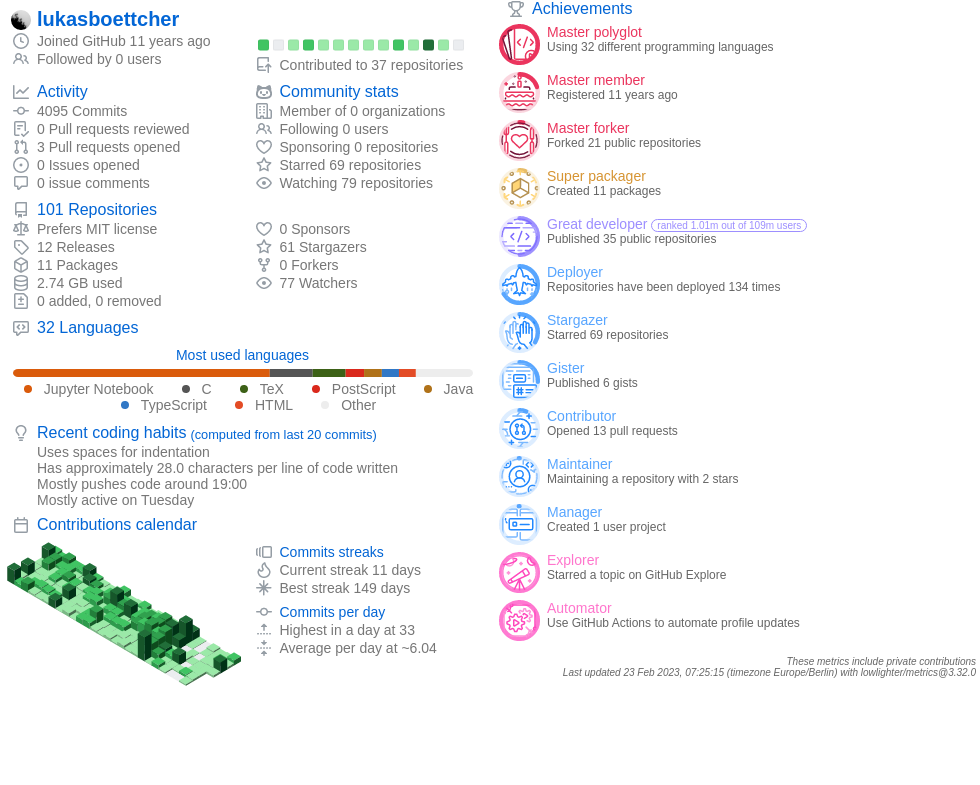 lukasboettcher
Joined GitHub 11 years ago
Followed by 0 users
Contributed to 37 repositories
Activity
4095 Commits
0 Pull requests reviewed
3 Pull requests opened
0 Issues opened
0 issue comments
Community stats
Member of 0 organizations
Following 0 users
Sponsoring 0 repositories
Starred 69 repositories
Watching 79 repositories
101 Repositories
Prefers MIT license
12 Releases
11 Packages
2.74 GB used
0 added, 0 removed
0 Sponsors
61 Stargazers
0 Forkers
77 Watchers
32 Languages
Most used languages
Jupyter Notebook C TeX PostScript Java
TypeScript HTML Other
Recent coding habits (computed from last 20 commits)
Uses spaces for indentation
Has approximately 28.0 characters per line of code written
Mostly pushes code around 19:00
Mostly active on Tuesday
Contributions calendar
Commits streaks
Current streak 11 days
Best streak 149 days
Commits per day
Highest in a day at 33
Average per day at ~6.04
Achievements
Master polyglot
Using 32 different programming languages
Master member
Registered 11 years ago
Master forker
Forked 21 public repositories
Super packager
Created 11 packages
Great developer ranked 1.01m out of 109m users
Published 35 public repositories
Deployer
Repositories have been deployed 134 times
Stargazer
Starred 69 repositories
Gister
Published 6 gists
Contributor
Opened 13 pull requests
Maintainer
Maintaining a repository with 2 stars
Manager
Created 1 user project
Explorer
Starred a topic on GitHub Explore
Automator
Use GitHub Actions to automate profile updates
These metrics include private contributions
Last updated 23 Feb 2023, 07:25:15 (timezone Europe/Berlin) with lowlighter/metrics@3.32.0